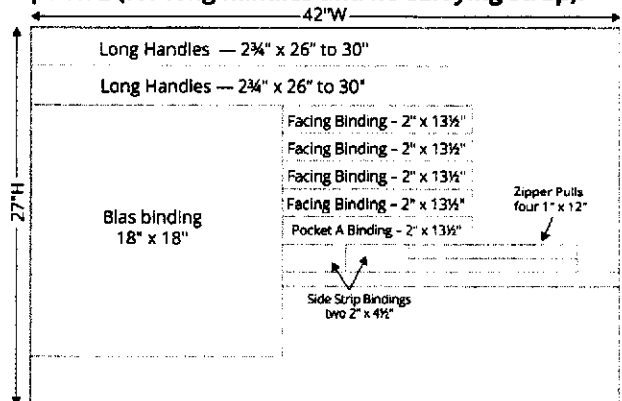 42"W
Long Handles — 2¾" x 26" to 30"
Long Handles — 2¾" x 26" to 30"
27"H
Facing Binding – 2" x 13½"
Facing Binding – 2" x 13½"
Facing Binding – 2" x 13½"
Facing Binding – 2" x 13½"
Pocket A Binding – 2" x 13½"
Bias binding
18" x 18"
Zipper Pulls
four 1" x 12"
Side Strip Bindings
two 2" x 4½"